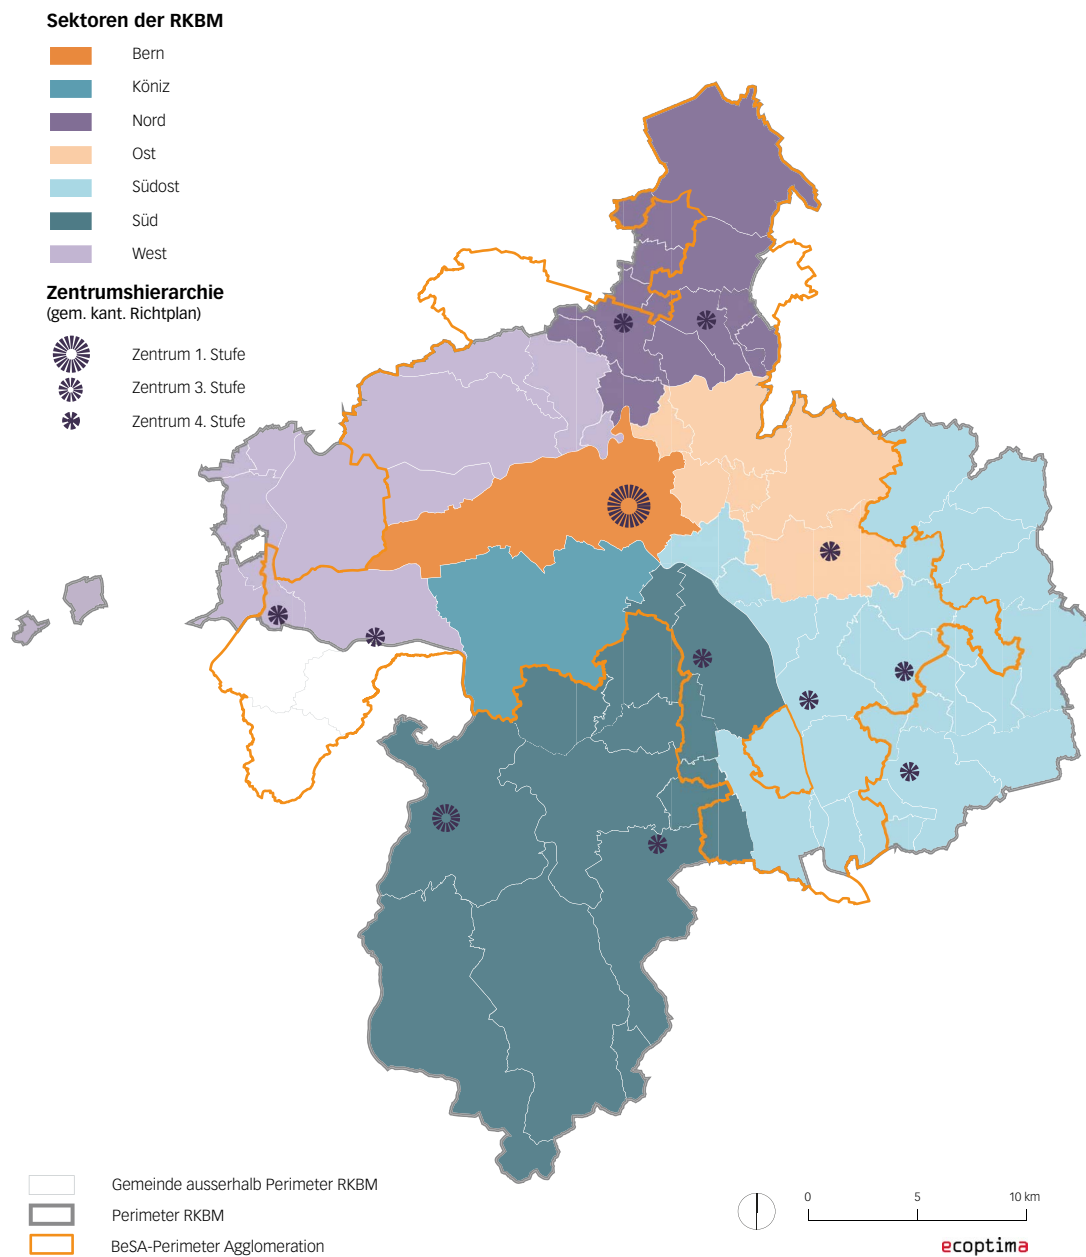 Sektoren der RKBM
Bern
Köniz
Nord
Ost
Südost
Süd
West
Zentrumshierarchie
(gem. kant. Richtplan)
Zentrum 1. Stufe
Zentrum 3. Stufe
Zentrum 4. Stufe
Gemeinde ausserhalb Perimeter RKBM
Perimeter RKBM
BeSA-Perimeter Agglomeration
0 5 10 km
ecoptima